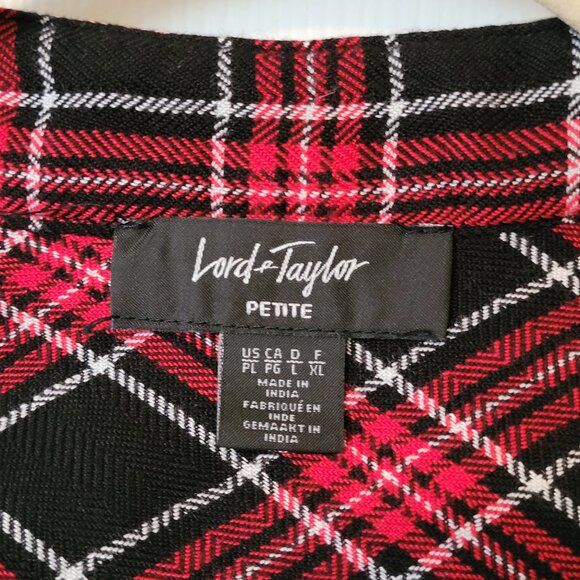 Lord & Taylor
PETITE
US CA D F
PL PG L XL
MADE IN
INDIA
FABRIQUÉ EN
INDE
GEMAAKT IN
INDIA